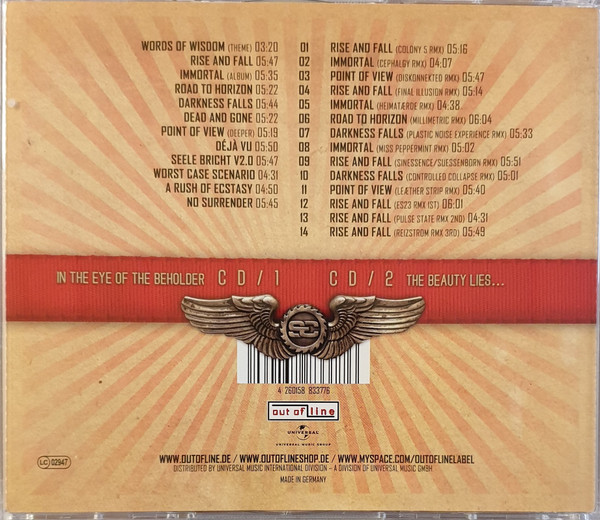 WORDS OF WISDOM (THEME) 03:20 01 RISE AND FALL (COLONY 5 RMX) 05:16
RISE AND FALL 05:47 02 IMMORTAL (CEPHALGY RMX) 04:07
IMMORTAL (ALBUM) 05:35 03 POINT OF VIEW (DISKONNEKTED RMX) 05:47
ROAD TO HORIZON 05:22 04 RISE AND FALL (FINAL ILLUSION RMX) 05:14
DARKNESS FALLS 05:44 05 IMMORTAL (HEIMATÆRDE RMX) 04:38
DEAD AND GONE 05:22 06 ROAD TO HORIZON (MILLIMETRIC RMX) 06:04
POINT OF VIEW (DEEPER) 05:19 07 DARKNESS FALLS (PLASTIC NOISE EXPERIENCE RMX) 05:33
DÉJÀ VU 05:50 08 IMMORTAL (MISS PEPPERMINT RMX) 05:02
SEELE BRICHT V2.0 05:47 09 RISE AND FALL (SINESSENCE/SUESSENBORN RMX) 05:51
WORST CASE SCENARIO 04:31 10 DARKNESS FALLS (CONTROLLED COLLAPSE RMX) 05:01
A RUSH OF ECSTASY 04:50 11 POINT OF VIEW (LEÆTHER STRIP RMX) 05:40
NO SURRENDER 05:45 12 RISE AND FALL (ES23 RMX 1ST) 06:01
13 RISE AND FALL (PULSE STATE RMX 2ND) 04:31
14 RISE AND FALL (REIZSTROM RMX 3RD) 05:49
IN THE EYE OF THE BEHOLDER CD/1 CD/2 THE BEAUTY LIES...
SC
4 260158 833776
out of line
UNIVERSAL
UNIVERSAL MUSIC GROUP
LC 02947
WWW.OUTOFLINE.DE / WWW.OUTOFLINESHOP.DE / WWW.MYSPACE.COM/OUTOFLINELABEL
DISTRIBUTED BY UNIVERSAL MUSIC INTERNATIONAL DIVISION - A DIVISION OF UNIVERSAL MUSIC GMBH
MADE IN GERMANY